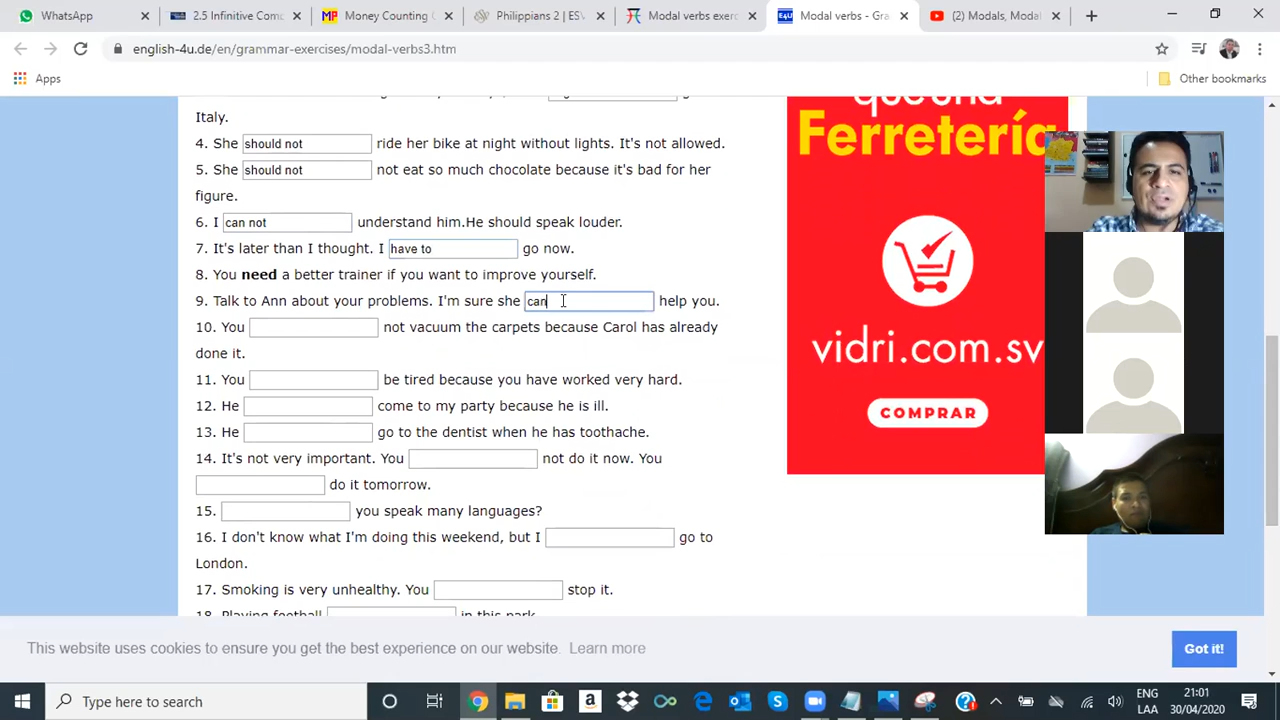 WhatsApp
2.5 Infinitive Com
Money Counting
Philippians 2 | ES
Modal verbs exerc
Modal verbs - Gra
(2) Modals, Modal
english-4u.de/en/grammar-exercises/modal-verbs3.htm
Apps
Other bookmarks
Italy.
4. She should not ride her bike at night without lights. It's not allowed.
5. She should not not eat so much chocolate because it's bad for her
figure.
6. I can not understand him.He should speak louder.
7. It's later than I thought. I have to go now.
8. You need a better trainer if you want to improve yourself.
9. Talk to Ann about your problems. I'm sure she can help you.
10. You not vacuum the carpets because Carol has already
done it.
11. You be tired because you have worked very hard.
12. He come to my party because he is ill.
13. He go to the dentist when he has toothache.
14. It's not very important. You not do it now. You
do it tomorrow.
15. you speak many languages?
16. I don't know what I'm doing this weekend, but I go to
London.
17. Smoking is very unhealthy. You stop it.
18. Playing football in this park.
que una
Ferretería
vidri.com.sv
COMPRAR
This website uses cookies to ensure you get the best experience on our website. Learn more
Got it!
Type here to search
ENG
LAA
21:01
30/04/2020